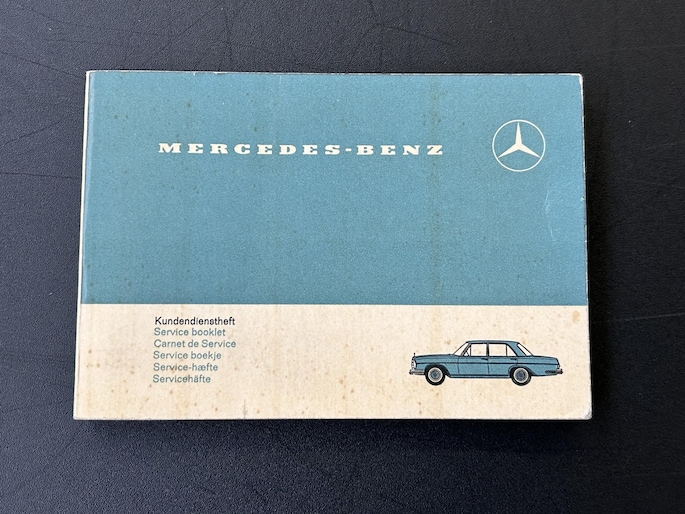 MERCEDES-BENZ
Kundendienstheft
Service booklet
Carnet de Service
Service boekje
Service-hæfte
Servicehäfte